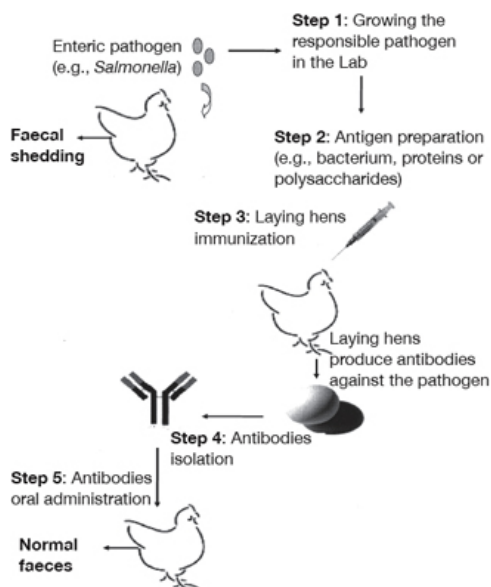 Enteric pathogen
(e.g., Salmonella)
Step 1: Growing the
responsible pathogen
in the Lab
Faecal
shedding
Step 2: Antigen preparation
(e.g., bacterium, proteins or
polysaccharides)
Step 3: Laying hens
immunization
Laying hens
produce antibodies
against the pathogen
Step 4: Antibodies
isolation
Step 5: Antibodies
oral administration
Normal
faeces